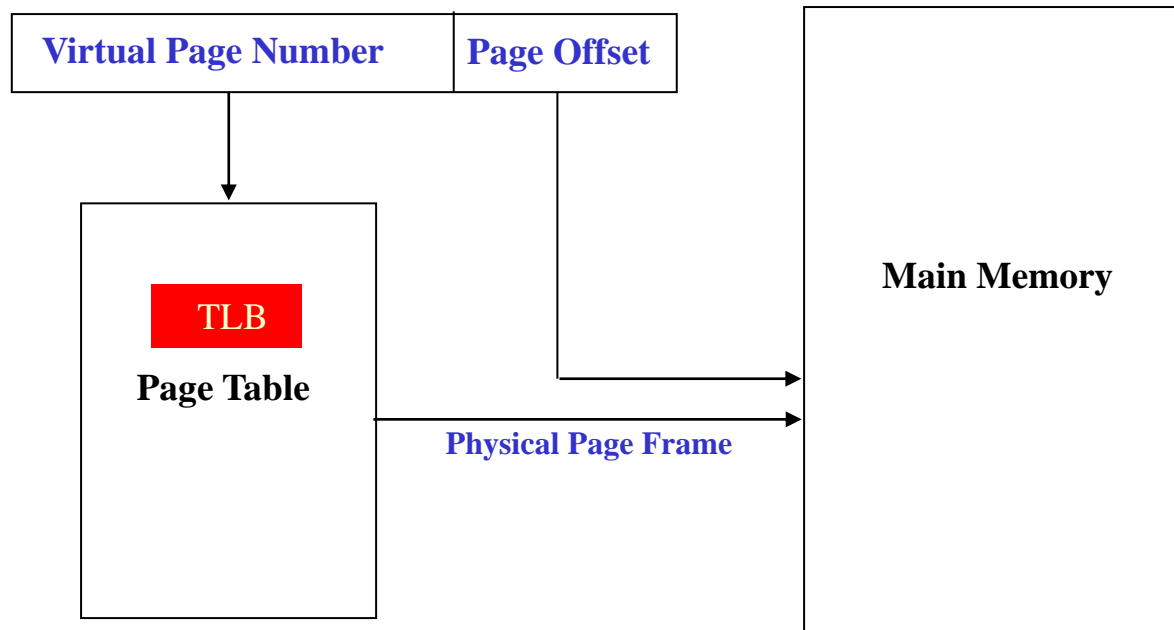 Virtual Page Number
Page Offset
Main Memory
TLB
Page Table
Physical Page Frame